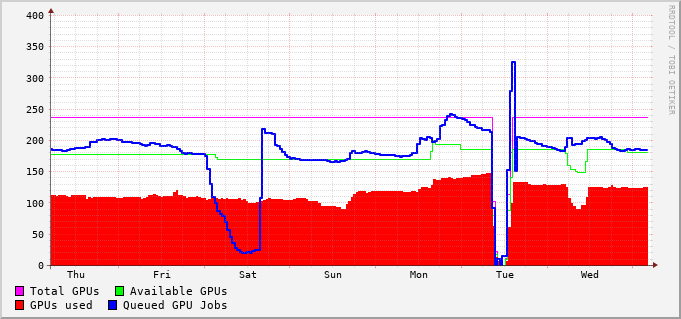 400
350
300
250
200
150
100
50
0
Thu Fri Sat Sun Mon Tue Wed
Total GPUs Available GPUs
GPUs used Queued GPU Jobs
RRDTOOL / TOBI OETIKER